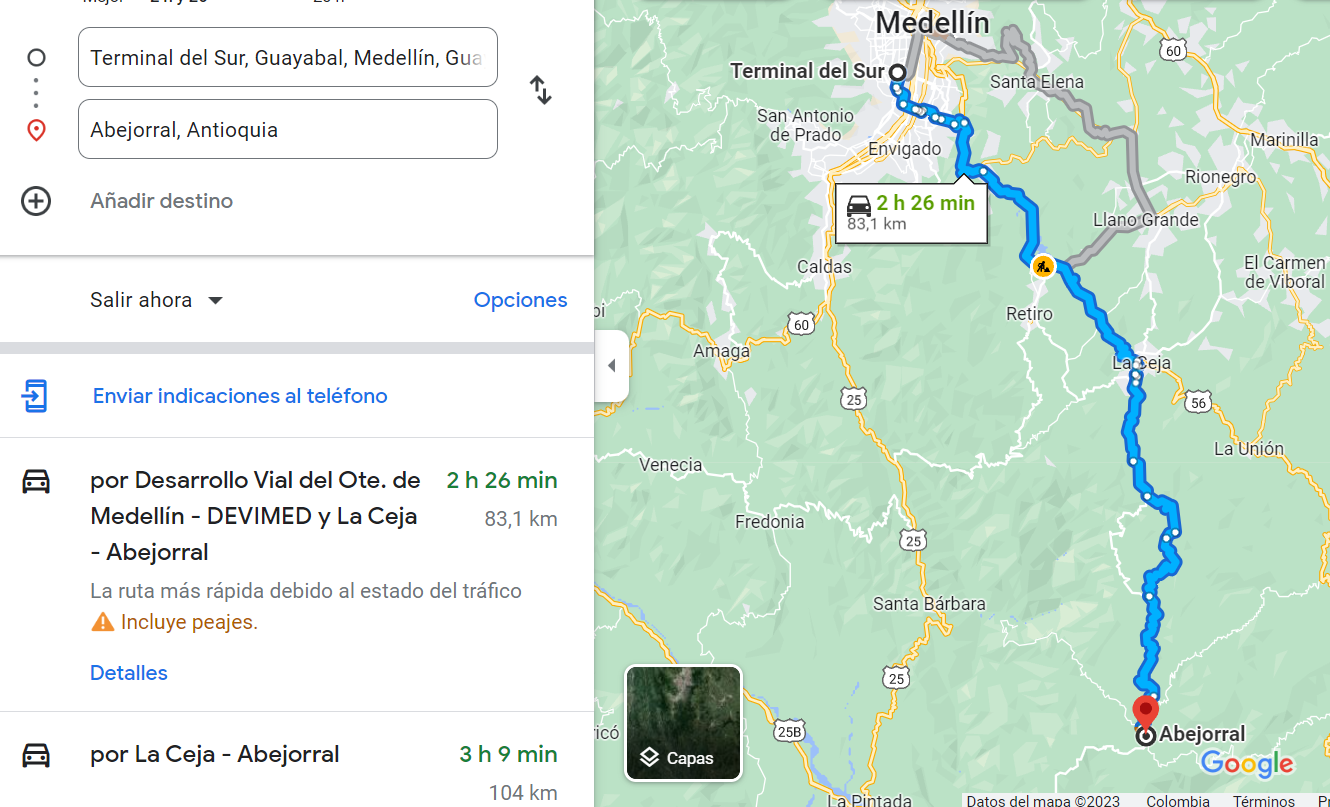 Terminal del Sur, Guayabal, Medellín, Gua
Abejorral, Antioquia
Añadir destino
Salir ahora
Opciones
Enviar indicaciones al teléfono
por Desarrollo Vial del Ote. de
Medellín - DEVIMED y La Ceja
- Abejorral
2 h 26 min
83,1 km
La ruta más rápida debido al estado del tráfico
Incluye peajes.
Detalles
por La Ceja - Abejorral
3 h 9 min
104 km
Medellín
60
Terminal del Sur
Santa Elena
San Antonio
de Prado
Envigado
Marinilla
Rionegro
2 h 26 min
83,1 km
Llano Grande
Caldas
El Carmen
de Viboral
Retiro
60
Amaga
La Ceja
25
56
La Unión
Venecia
Fredonia
25
Santa Bárbara
25
25B
Capas
Abejorral
Google
La Pintada
Datos del mapa ©2023
Colombia
Términos